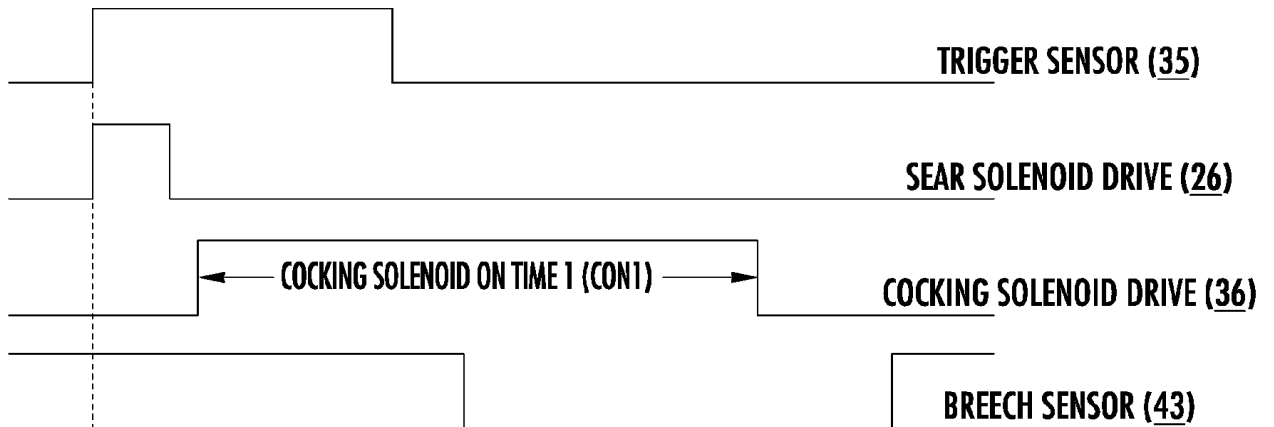 TRIGGER SENSOR (35)
SEAR SOLENOID DRIVE (26)
COCKING SOLENOID ON TIME 1 (CON1)
COCKING SOLENOID DRIVE (36)
BREECH SENSOR (43)